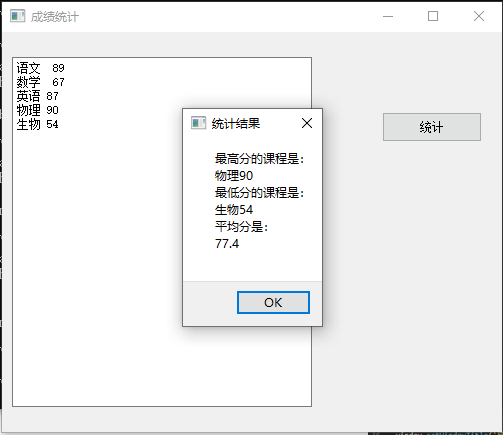 成绩统计
语文  89
数学  67
英语 87
物理 90
生物 54
统计
统计结果
最高分的课程是:
物理90
最低分的课程是:
生物54
平均分是:
77.4
OK